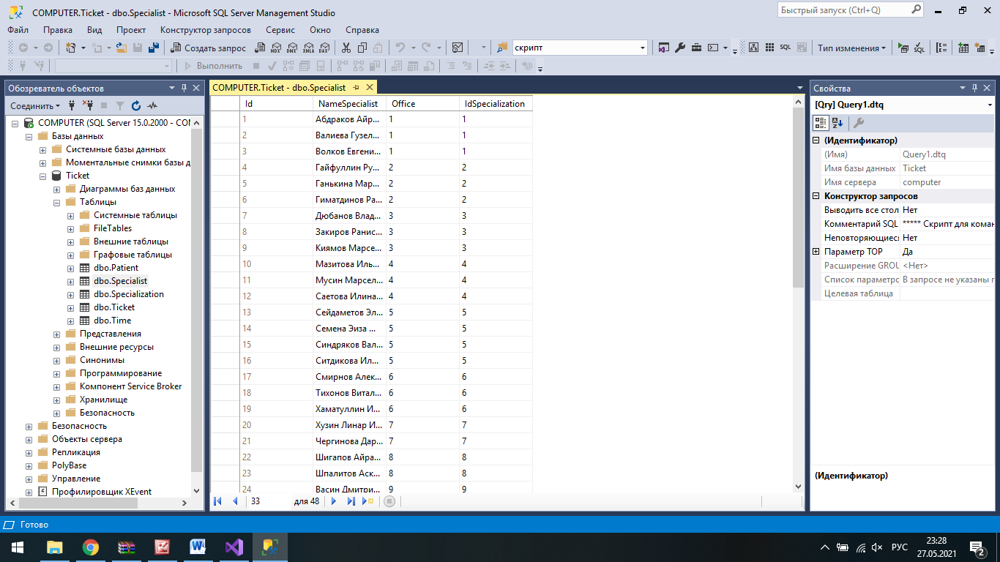 COMPUTER.Ticket - dbo.Specialist - Microsoft SQL Server Management Studio
Быстрый запуск (Ctrl+Q)
Файл Правка Вид Проект Конструктор запросов Сервис Окно Справка
Создать запрос MDX DMX XMLA DAX скрипт SQL Тип изменения
Выполнить
Обозреватель объектов
Соединить
COMPUTER (SQL Server 15.0.2000 - COM
Базы данных
Системные базы данных
Моментальные снимки базы д
Ticket
Диаграммы баз данных
Таблицы
Системные таблицы
FileTables
Внешние таблицы
Графовые таблицы
dbo.Patient
dbo.Specialist
dbo.Specialization
dbo.Ticket
dbo.Time
Представления
Внешние ресурсы
Синонимы
Программирование
Компонент Service Broker
Хранилище
Безопасность
Безопасность
Объекты сервера
Репликация
PolyBase
Управление
Профилировщик XEvent
COMPUTER.Ticket - dbo.Specialist
Id NameSpecialist Office IdSpecialization
1 Абдраков Айр... 1 1
2 Валиева Гузел... 1 1
3 Волков Евгени... 1 1
4 Гайфуллин Ру... 2 2
5 Ганькина Мар... 2 2
6 Гиматдинов Ра... 2 2
7 Дюбанов Влад... 3 3
8 Закиров Ранис... 3 3
9 Киямов Марсе... 3 3
10 Мазитова Иль... 4 4
11 Мусин Марсел... 4 4
12 Саетова Илина... 4 4
13 Сейдаметов Эл... 5 5
14 Семена Эиза ... 5 5
15 Синдряков Вал... 5 5
16 Ситдикова Ил... 5 5
17 Смирнов Алек... 6 6
18 Тихонов Витал... 6 6
19 Хаматуллин И... 6 6
20 Хузин Линар И... 7 7
21 Чергинова Дар... 7 7
22 Шигапов Айра... 8 8
23 Шпалитов Аск... 8 8
24 Васин Дмитри... 9 9
33 для 48
Свойства
[Qry] Query1.dtq
(Идентификатор)
(Имя) Query1.dtq
Имя базы данных Ticket
Имя сервера computer
Конструктор запросов
Выводить все стол Нет
Комментарий SQL ***** Скрипт для коман
Неповторяющиеся Нет
Параметр TOP Да
Расширение GROU <Нет>
Список параметро В запросе не указаны п
Целевая таблица
(Идентификатор)
Готово
РУС
23:28
27.05.2021
2